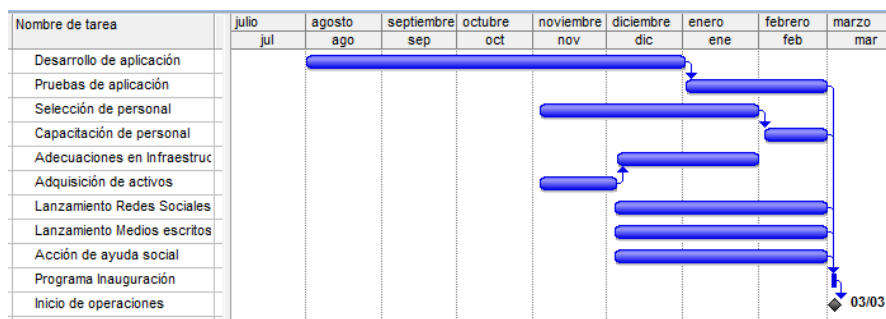 Nombre de tarea
julio agosto septiembre octubre noviembre diciembre enero febrero marzo
jul ago sep oct nov dic ene feb mar
Desarrollo de aplicación
Pruebas de aplicación
Selección de personal
Capacitación de personal
Adecuaciones en Infraestruc
Adquisición de activos
Lanzamiento Redes Sociales
Lanzamiento Medios escritos
Acción de ayuda social
Programa Inauguración
Inicio de operaciones 03/03